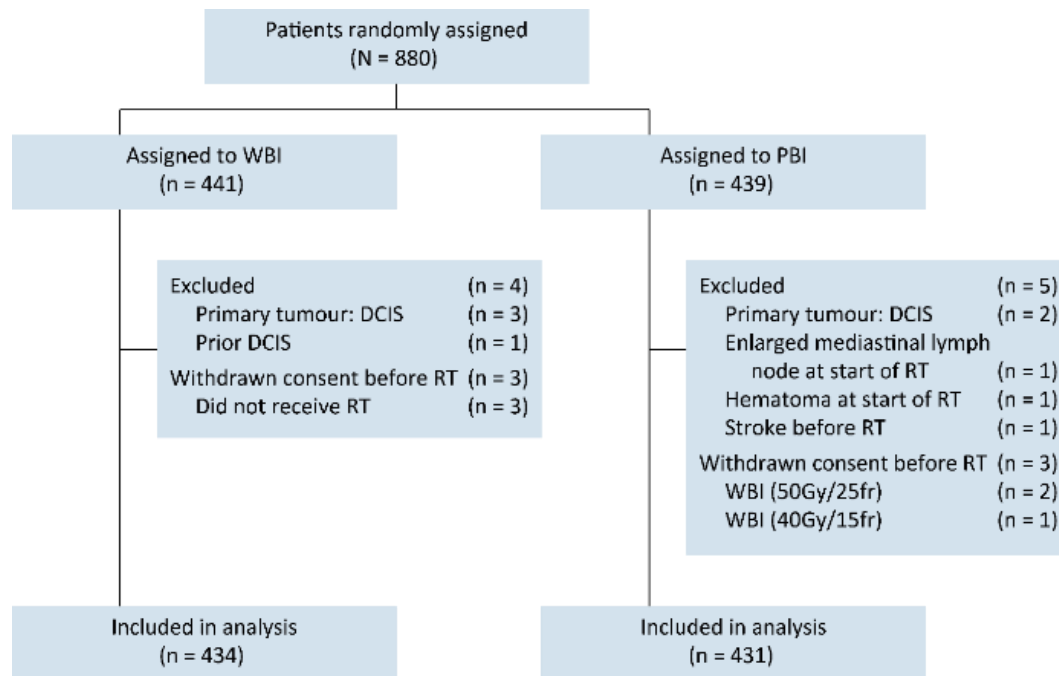 Patients randomly assigned
(N = 880)
Assigned to WBI
(n = 441)
Assigned to PBI
(n = 439)
Excluded (n = 4)
Primary tumour: DCIS (n = 3)
Prior DCIS (n = 1)
Withdrawn consent before RT (n = 3)
Did not receive RT (n = 3)
Excluded (n = 5)
Primary tumour: DCIS (n = 2)
Enlarged mediastinal lymph
node at start of RT (n = 1)
Hematoma at start of RT (n = 1)
Stroke before RT (n = 1)
Withdrawn consent before RT (n = 3)
WBI (50Gy/25fr) (n = 2)
WBI (40Gy/15fr) (n = 1)
Included in analysis
(n = 434)
Included in analysis
(n = 431)